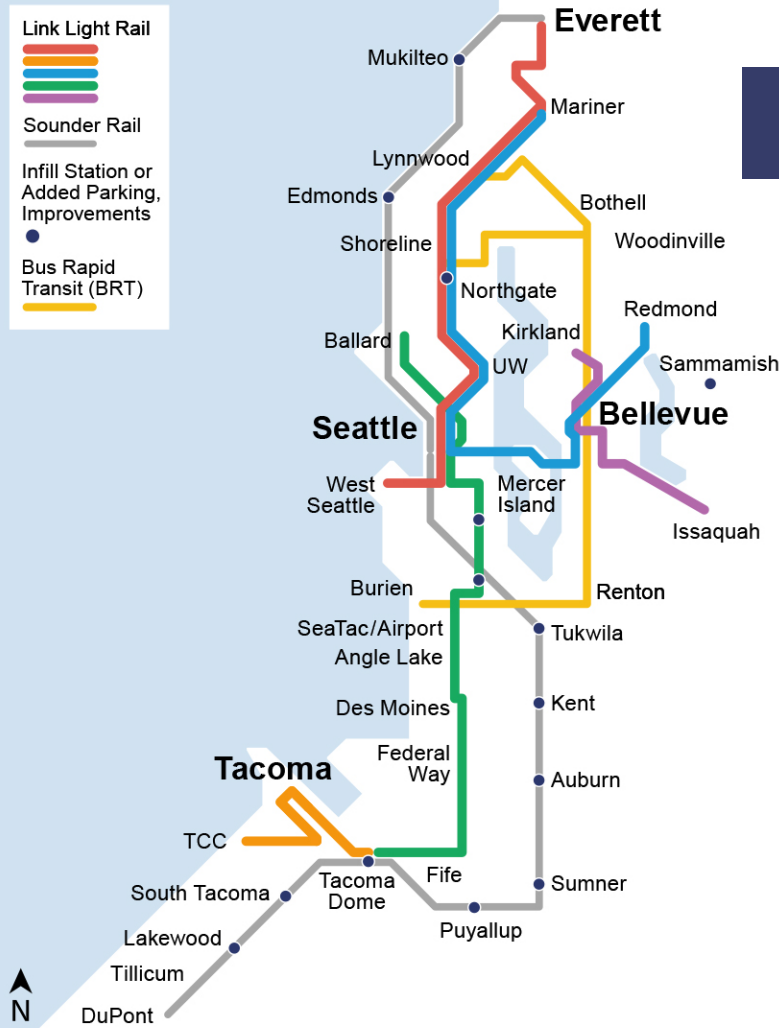 Link Light Rail
Sounder Rail
Infill Station or
Added Parking,
Improvements
Bus Rapid
Transit (BRT)
Everett
Mukilteo
Mariner
Lynnwood
Edmonds
Bothell
Shoreline
Woodinville
Northgate
Redmond
Ballard
Kirkland
UW
Sammamish
Seattle
Bellevue
West
Seattle
Mercer
Island
Issaquah
Burien
Renton
SeaTac/Airport
Tukwila
Angle Lake
Des Moines
Kent
Federal
Way
Tacoma
Auburn
TCC
Tacoma
Dome
Fife
South Tacoma
Sumner
Puyallup
Lakewood
Tillicum
DuPont
N